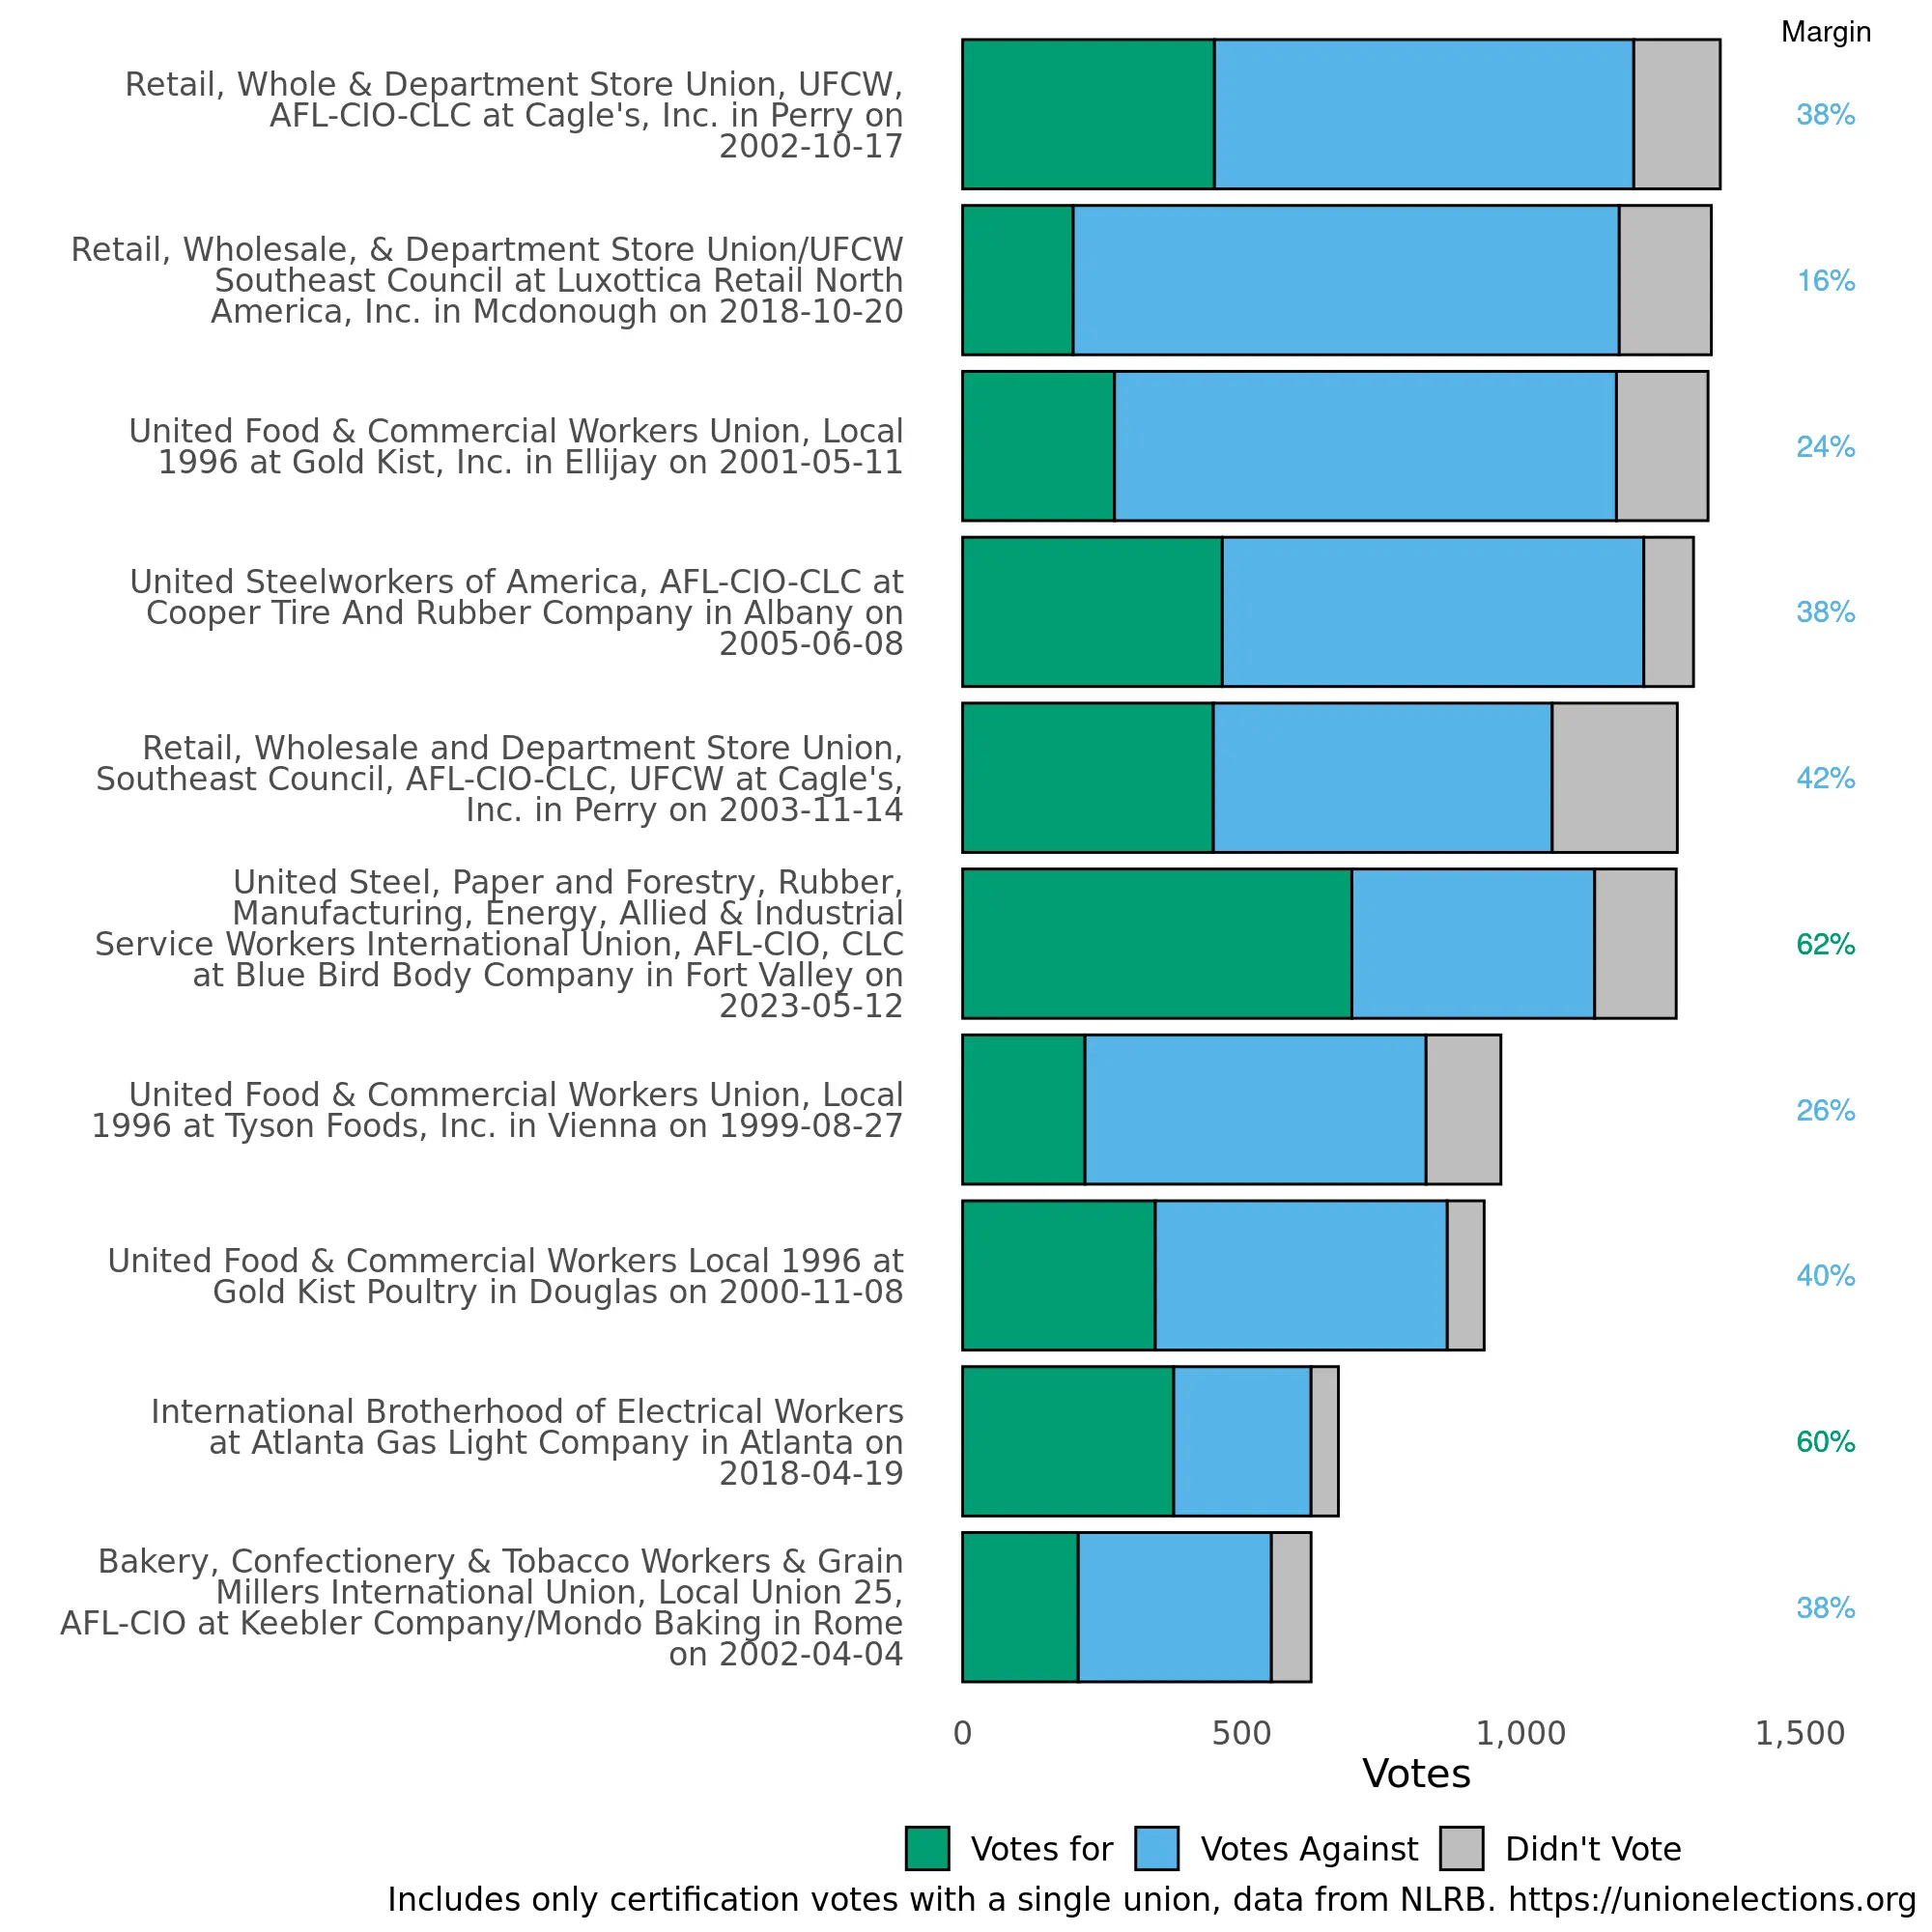 Margin
Retail, Whole & Department Store Union, UFCW,
AFL-CIO-CLC at Cagle's, Inc. in Perry on
2002-10-17
38%
Retail, Wholesale, & Department Store Union/UFCW
Southeast Council at Luxottica Retail North
America, Inc. in Mcdonough on 2018-10-20
16%
United Food & Commercial Workers Union, Local
1996 at Gold Kist, Inc. in Ellijay on 2001-05-11
24%
United Steelworkers of America, AFL-CIO-CLC at
Cooper Tire And Rubber Company in Albany on
2005-06-08
38%
Retail, Wholesale and Department Store Union,
Southeast Council, AFL-CIO-CLC, UFCW at Cagle's,
Inc. in Perry on 2003-11-14
42%
United Steel, Paper and Forestry, Rubber,
Manufacturing, Energy, Allied & Industrial
Service Workers International Union, AFL-CIO, CLC
at Blue Bird Body Company in Fort Valley on
2023-05-12
62%
United Food & Commercial Workers Union, Local
1996 at Tyson Foods, Inc. in Vienna on 1999-08-27
26%
United Food & Commercial Workers Local 1996 at
Gold Kist Poultry in Douglas on 2000-11-08
40%
International Brotherhood of Electrical Workers
at Atlanta Gas Light Company in Atlanta on
2018-04-19
60%
Bakery, Confectionery & Tobacco Workers & Grain
Millers International Union, Local Union 25,
AFL-CIO at Keebler Company/Mondo Baking in Rome
on 2002-04-04
38%
0 500 1,000 1,500
Votes
Votes for Votes Against Didn't Vote
Includes only certification votes with a single union, data from NLRB. https://unionelections.org